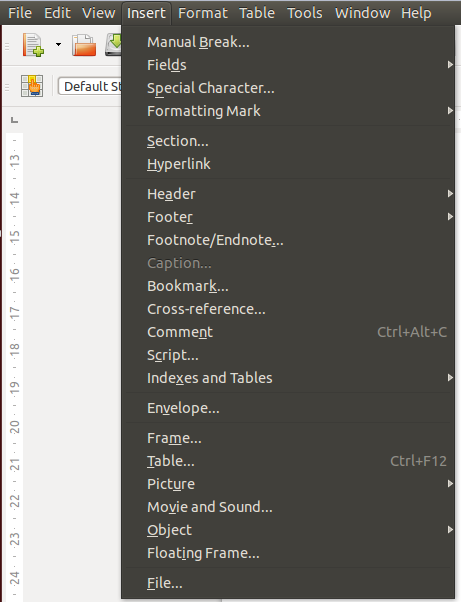 File Edit View Insert Format Table Tools Window Help
Manual Break...
Fields
Special Character...
Formatting Mark
Default St
Section...
Hyperlink
Header
Footer
Footnote/Endnote...
Caption...
Bookmark...
Cross-reference...
Comment Ctrl+Alt+C
Script...
Indexes and Tables
Envelope...
Frame...
Table... Ctrl+F12
Picture
Movie and Sound...
Object
Floating Frame...
File...
13
14
15
16
17
18
19
20
21
22
23
24